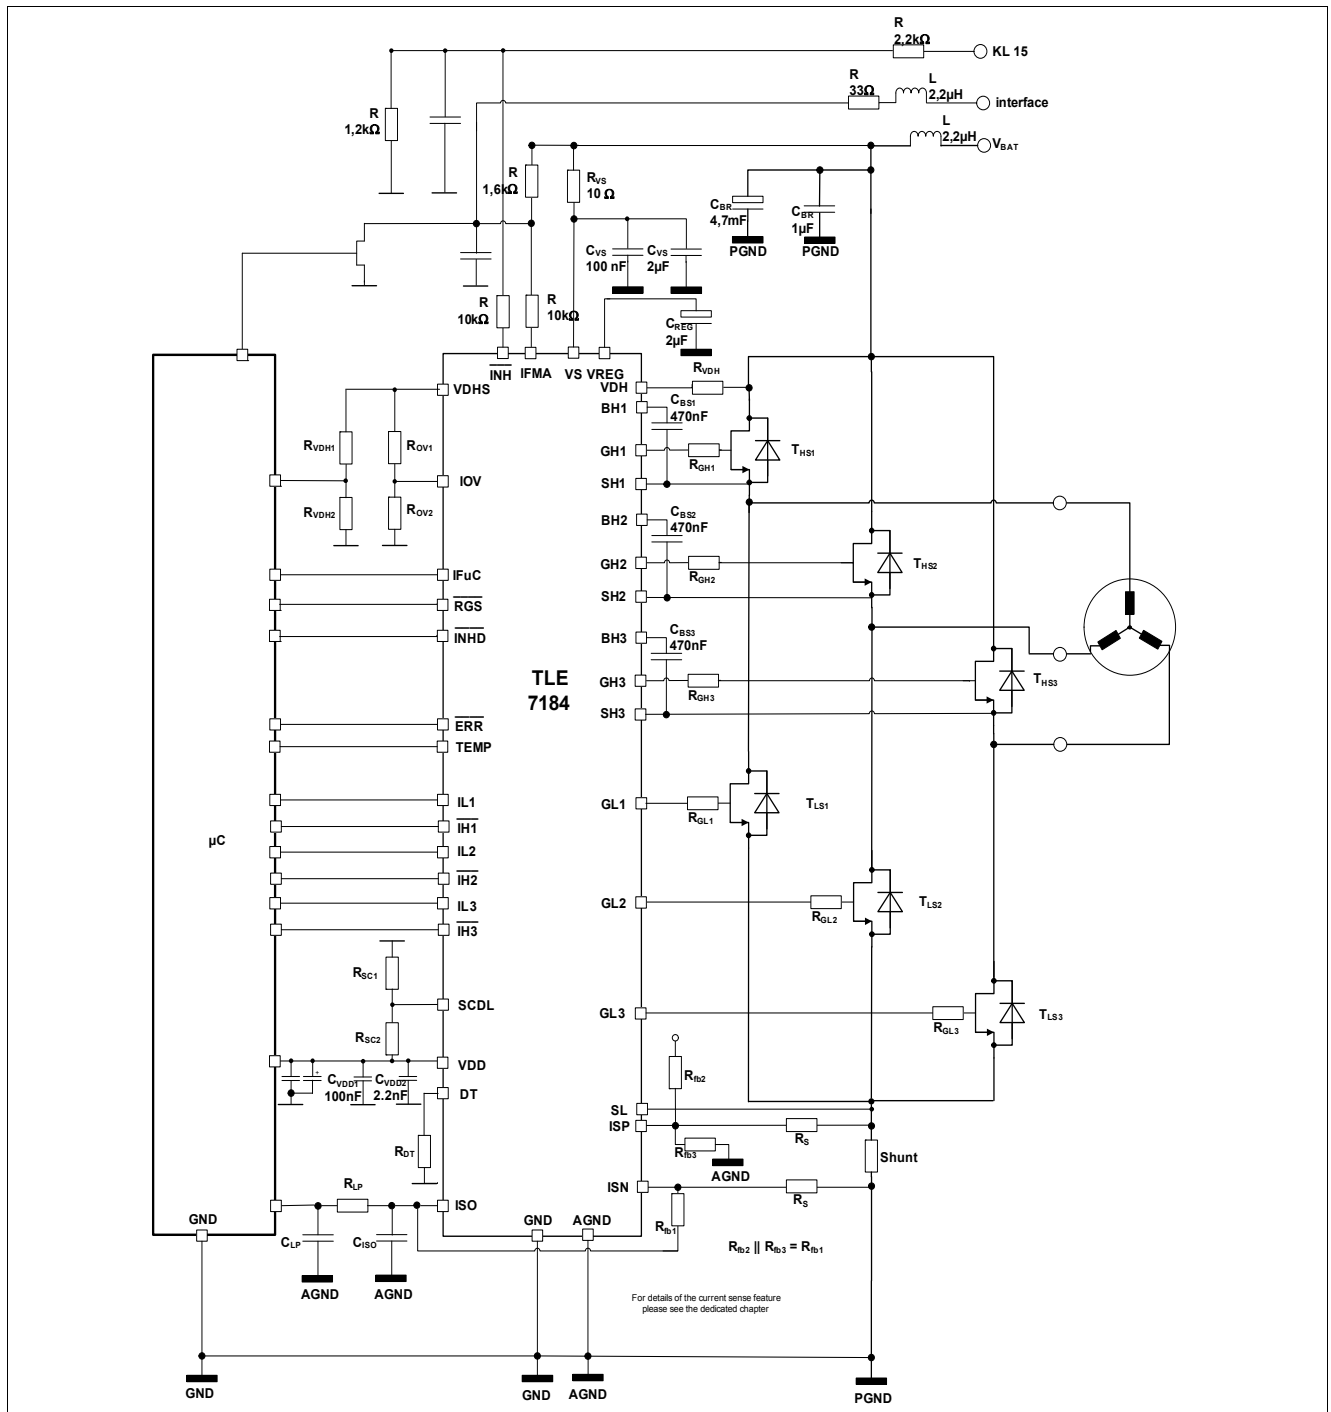 R
2,2kΩ
KL 15
R
33Ω
L
2,2µH
interface
L
2,2µH
VBAT
R
1,2kΩ
R
1,6kΩ
RVS
10 Ω
CBR
4,7mF
PGND
CBR
1µF
PGND
CVS
100 nF
CVS
2µF
R
10kΩ
R
10kΩ
CREG
2µF
INH
IFMA
VS
VREG
RVDH
VDHS
VDH
BH1
CBS1
470nF
RVDH1
ROV1
GH1
RGH1
THS1
IOV
SH1
RVDH2
ROV2
BH2
CBS2
470nF
GH2
RGH2
THS2
IFuC
RGS
SH2
INHD
BH3
CBS3
470nF
TLE
7184
GH3
RGH3
THS3
SH3
ERR
TEMP
IL1
GL1
RGL1
TLS1
IH1
µC
IL2
IH2
IL3
GL2
RGL2
TLS2
IH3
RSC1
SCDL
GL3
RGL3
TLS3
RSC2
VDD
CVDD1
100nF
CVDD2
2.2nF
+
Rfb2
DT
SL
ISP
RS
RDT
Rfb3
AGND
Shunt
RLP
ISN
RS
ISO
GND
GND
AGND
Rfb1
CLP
CISO
Rfb2 || Rfb3 = Rfb1
AGND
AGND
For details of the current sense feature
please see the dedicated chapter
GND
GND
AGND
PGND